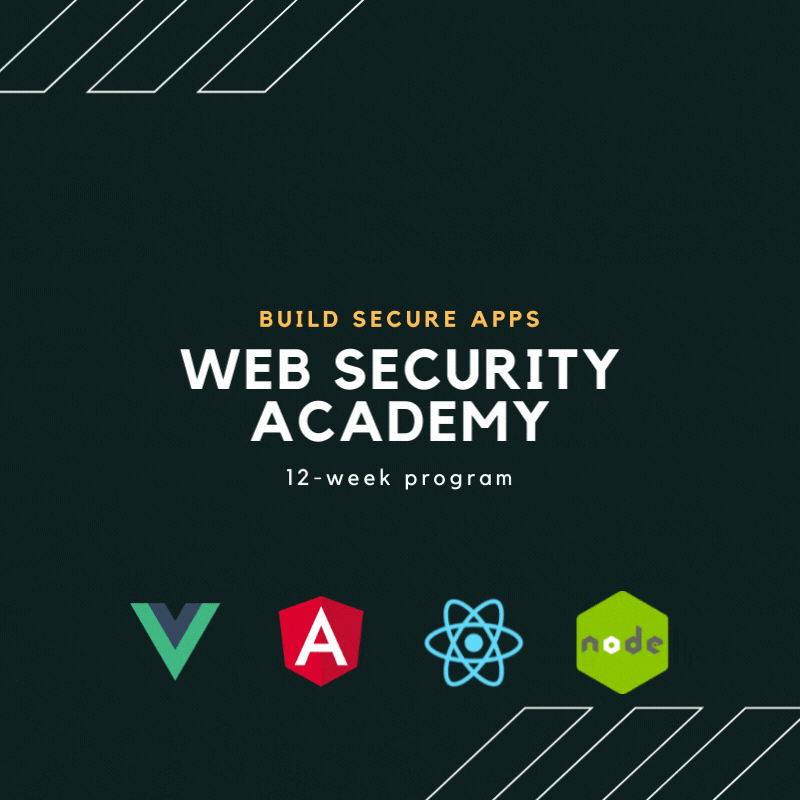 BUILD SECURE APPS
WEB SECURITY
ACADEMY
12-week program
A
node